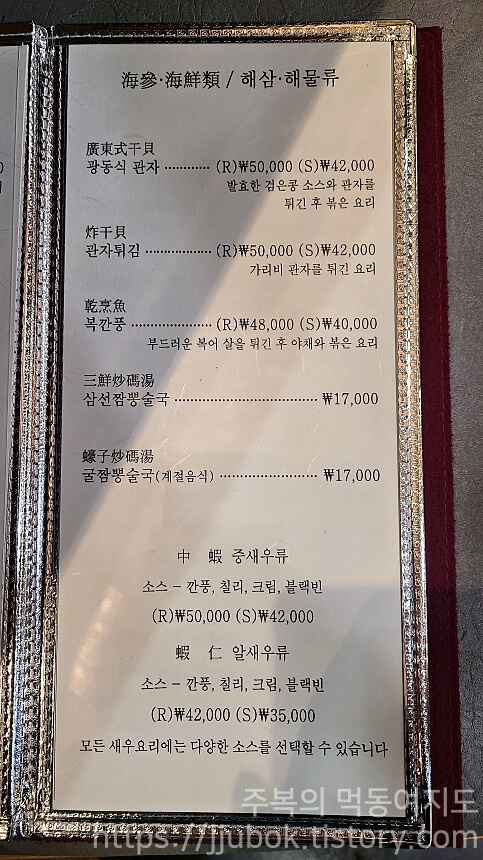 海參·海鮮類 / 해삼·해물류
廣東式干貝
광동식 관자 ············ (R)₩50,000 (S)₩42,000
발효한 검은콩 소스와 관자를
튀긴 후 볶은 요리
炸干貝
관자튀김 ················· (R)₩50,000 (S)₩42,000
가리비 관자를 튀긴 요리
乾烹魚
복깐풍 ····················· (R)₩48,000 (S)₩40,000
부드러운 복어 살을 튀긴 후 야채와 볶은 요리
三鮮炒碼湯
삼선짬뽕술국 ····································· ₩17,000
蠔子炒碼湯
굴짬뽕술국(계절음식) ························· ₩17,000
中 蝦 중새우류
소스 – 깐풍, 칠리, 크림, 블랙빈
(R)₩50,000 (S)₩42,000
蝦 仁 알새우류
소스 – 깐풍, 칠리, 크림, 블랙빈
(R)₩42,000 (S)₩35,000
모든 새우요리에는 다양한 소스를 선택할 수 있습니다
주복의 먹동여지도
https://jjubok.tistory.com